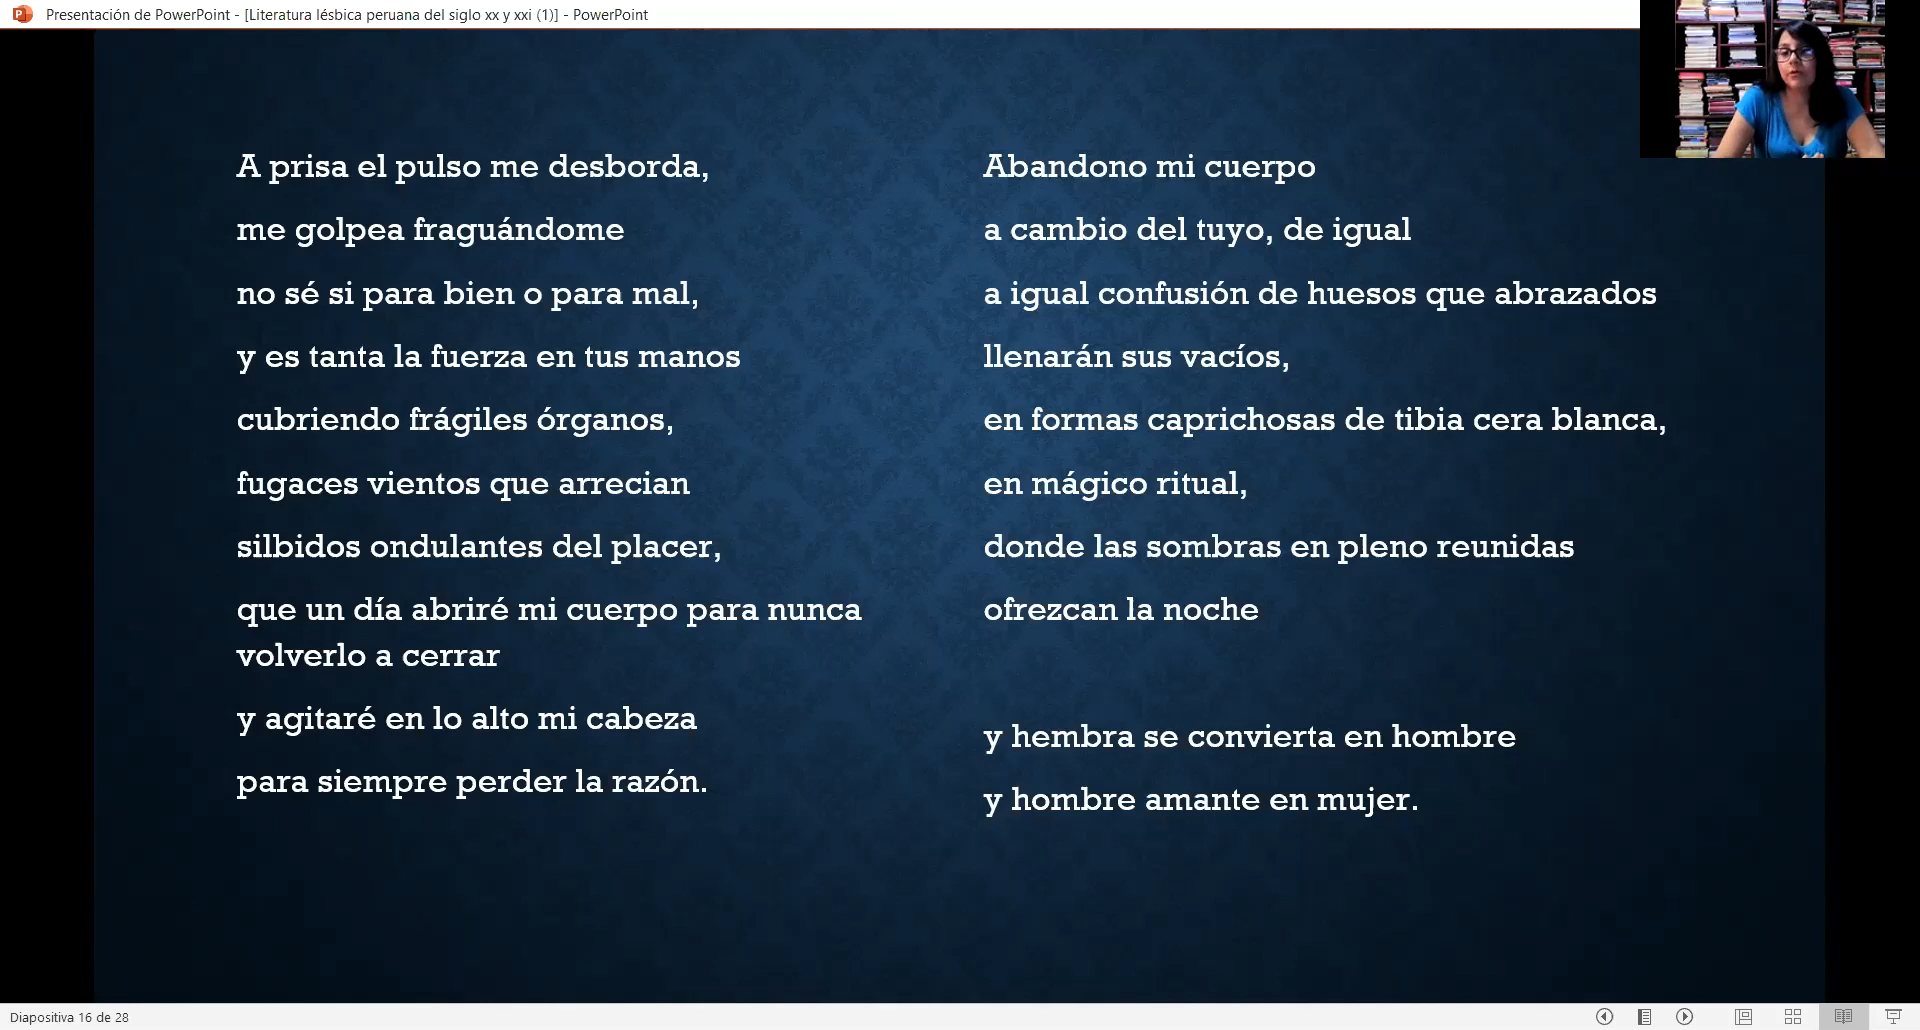 Presentación de PowerPoint - [Literatura lésbica peruana del siglo xx y xxi (1)] - PowerPoint
A prisa el pulso me desborda,
me golpea fraguándome
no sé si para bien o para mal,
y es tanta la fuerza en tus manos
cubriendo frágiles órganos,
fugaces vientos que arrecian
silbidos ondulantes del placer,
que un día abriré mi cuerpo para nunca
volverlo a cerrar
y agitaré en lo alto mi cabeza
para siempre perder la razón.
Abandono mi cuerpo
a cambio del tuyo, de igual
a igual confusión de huesos que abrazados
llenarán sus vacíos,
en formas caprichosas de tibia cera blanca,
en mágico ritual,
donde las sombras en pleno reunidas
ofrezcan la noche
y hembra se convierta en hombre
y hombre amante en mujer.
Diapositiva 16 de 28